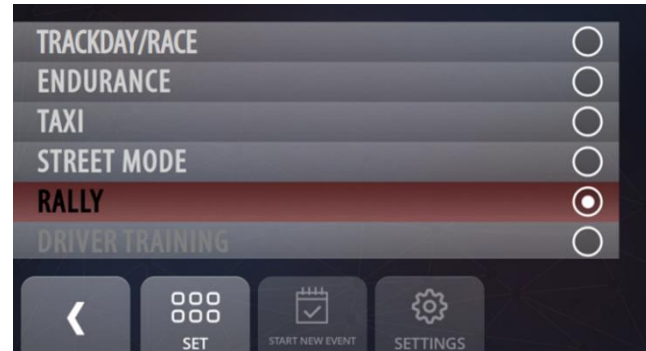 TRACKDAY/RACE
ENDURANCE
TAXI
STREET MODE
RALLY
DRIVER TRAINING
SET
START NEW EVENT
SETTINGS